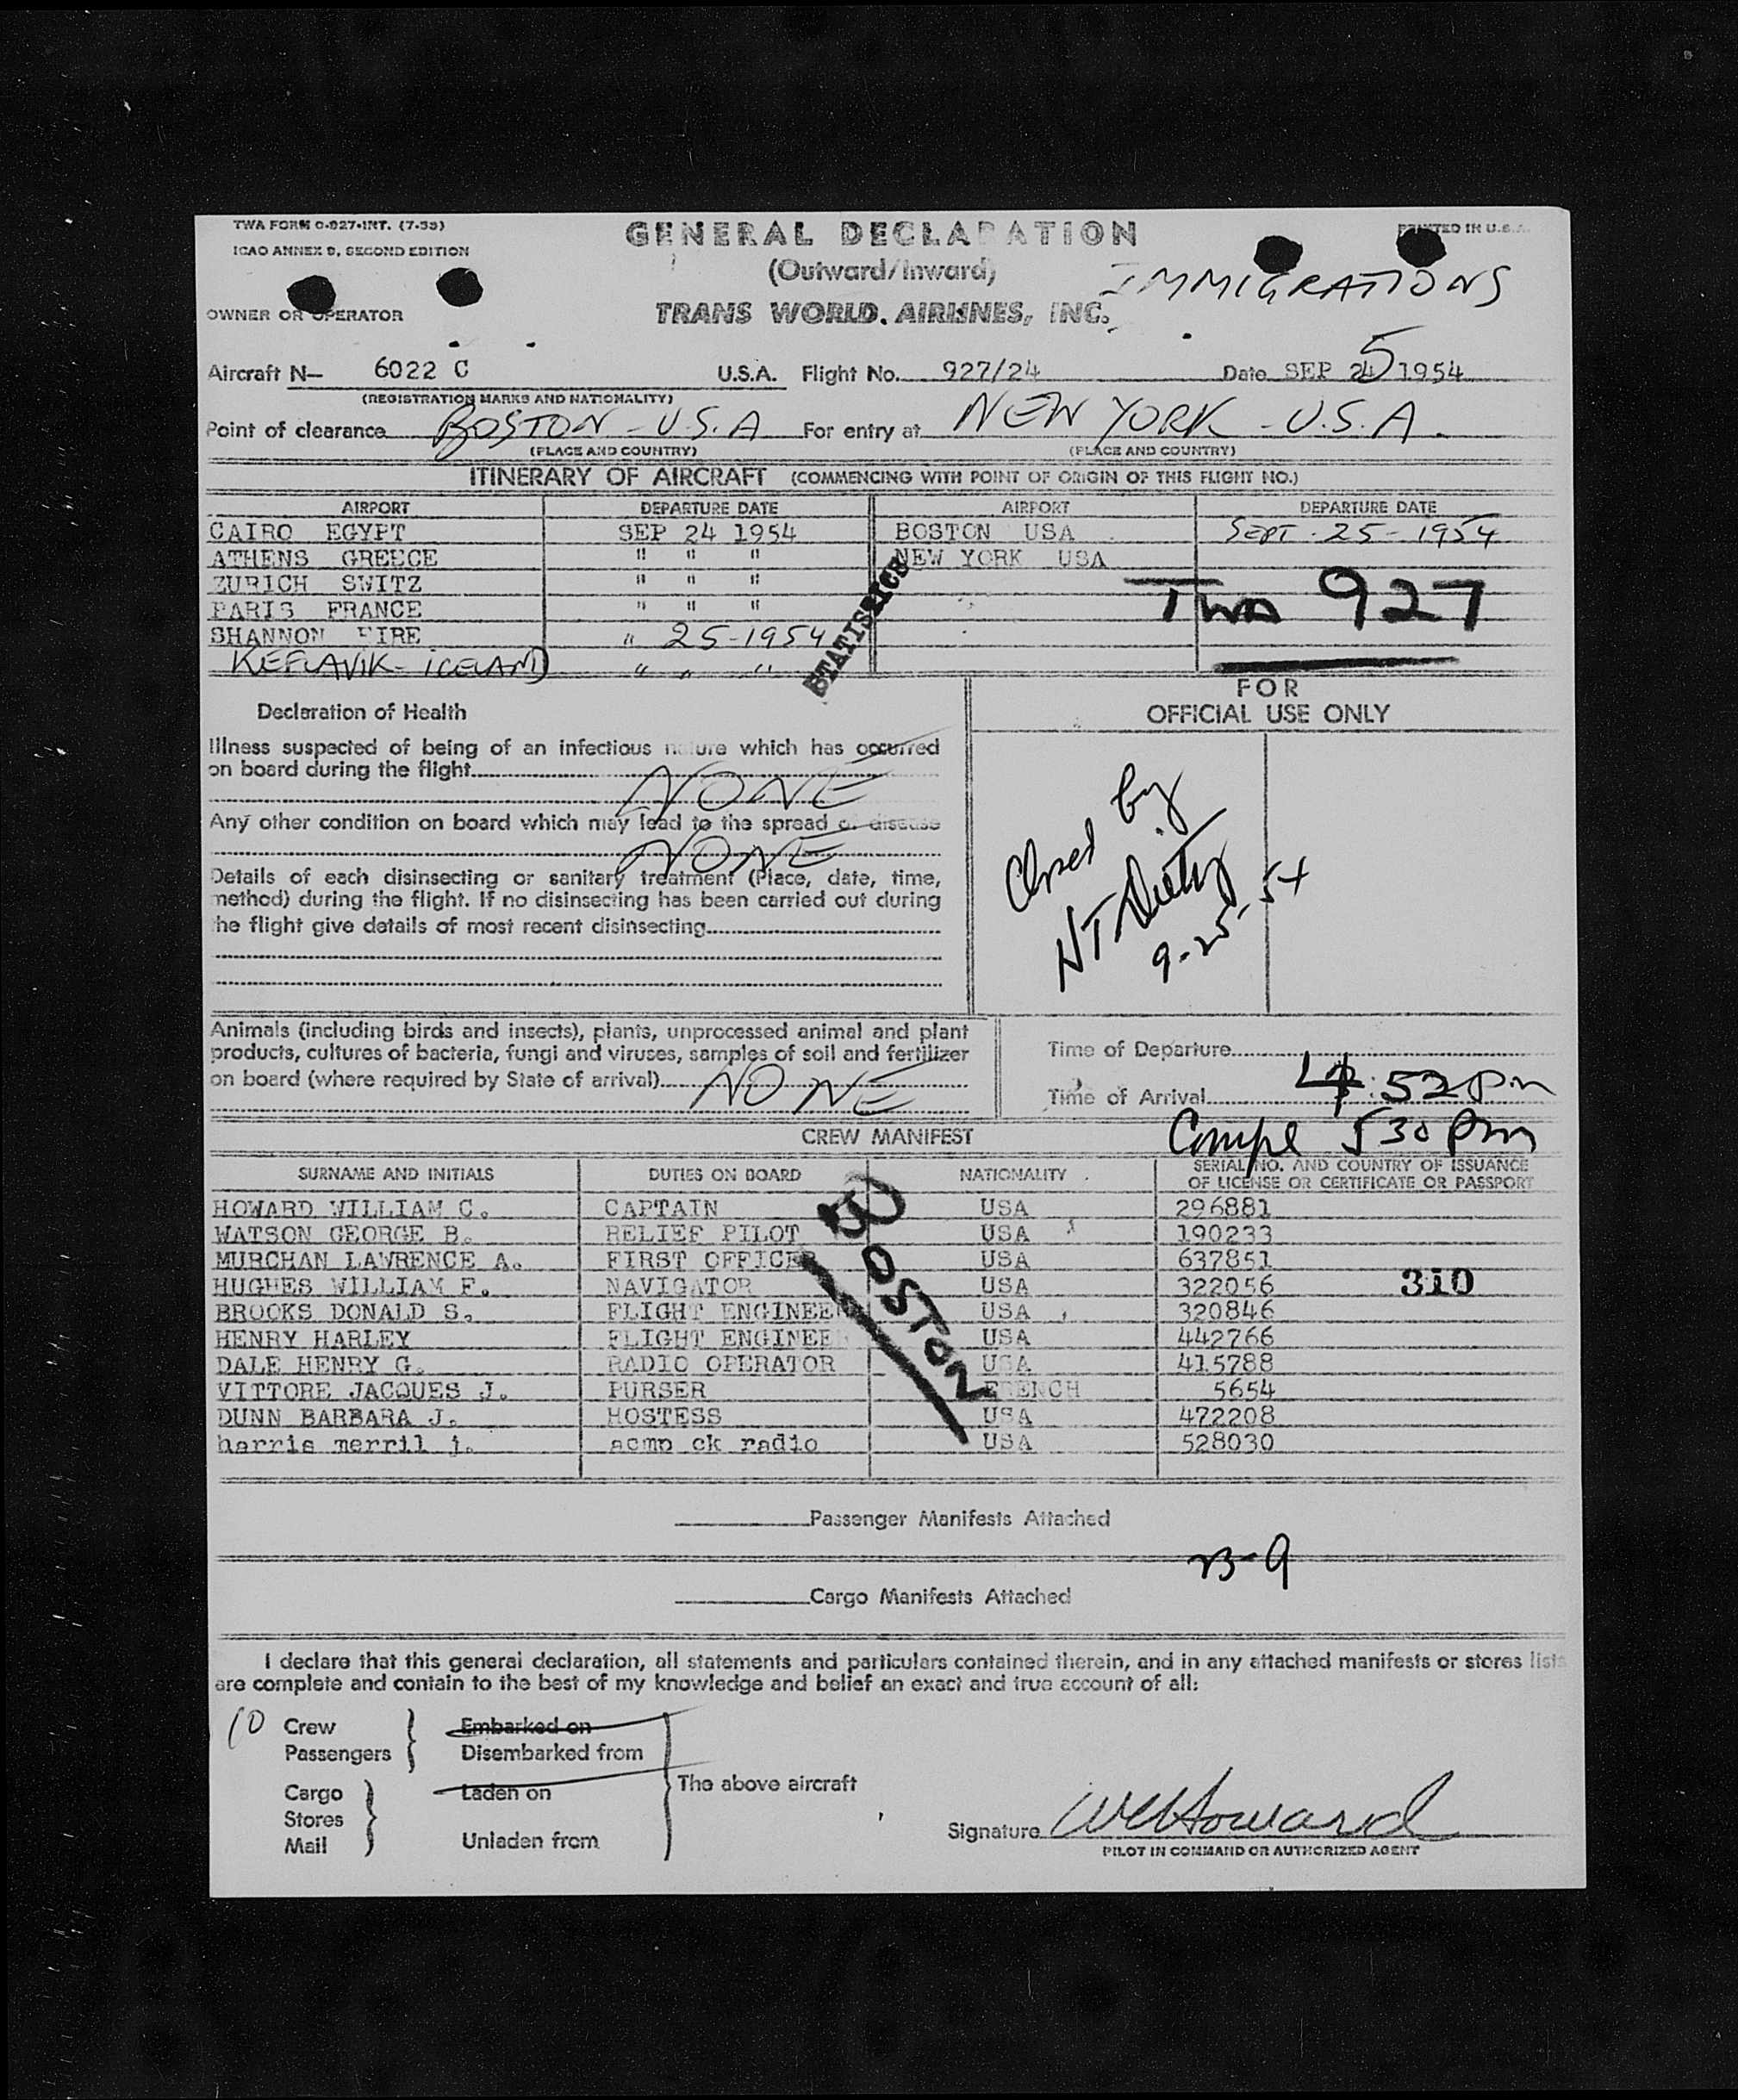 TWA FORM O-927-INT. (7-53)
ICAO ANNEX 9, SECOND EDITION
GENERAL DECLARATION
PRINTED IN U.S.A.
(Outward/Inward)
IMMIGRATIONS
OWNER OR OPERATOR
TRANS WORLD AIRLINES, INC.
Aircraft N— 6022 C U.S.A. Flight No. 927/24 Date SEP 25 1954
(REGISTRATION MARKS AND NATIONALITY)
Point of clearance BOSTON - U.S.A For entry at NEW YORK - U.S.A.
(PLACE AND COUNTRY) (PLACE AND COUNTRY)
ITINERARY OF AIRCRAFT (COMMENCING WITH POINT OF ORIGIN OF THIS FLIGHT NO.)
AIRPORT DEPARTURE DATE AIRPORT DEPARTURE DATE
CAIRO EGYPT SEP 24 1954 BOSTON USA SEPT. 25 - 1954
ATHENS GREECE " " " NEW YORK USA
ZURICH SWITZ " " "
PARIS FRANCE " " "
SHANNON EIRE " 25-1954
KEFLAVIK - ICELAND " " "
STATISTICS
TWA 927
FOR
OFFICIAL USE ONLY
Declaration of Health
Illness suspected of being of an infectious nature which has occurred
on board during the flight NONE
Any other condition on board which may lead to the spread of disease
NONE
Details of each disinsecting or sanitary treatment (Place, date, time,
method) during the flight. If no disinsecting has been carried out during
the flight give details of most recent disinsecting
Closed by
9-25-54
Animals (including birds and insects), plants, unprocessed animal and plant
products, cultures of bacteria, fungi and viruses, samples of soil and fertilizer
on board (where required by State of arrival) NONE
Time of Departure
Time of Arrival 4:52 pm
Compl 5 30 pm
CREW MANIFEST
SURNAME AND INITIALS DUTIES ON BOARD NATIONALITY SERIAL NO. AND COUNTRY OF ISSUANCE
OF LICENSE OR CERTIFICATE OR PASSPORT
HOWARD WILLIAM C. CAPTAIN USA 296881
WATSON GEORGE B. RELIEF PILOT USA 190233
MURCHAN LAWRENCE A. FIRST OFFICER USA 637851
HUGHES WILLIAM F. NAVIGATOR USA 322056 310
BROOKS DONALD S. FLIGHT ENGINEER USA 320846
HENRY HARLEY FLIGHT ENGINEER USA 442766
DALE HENRY G. RADIO OPERATOR USA 415788
VITTORE JACQUES J. PURSER FRENCH 5654
DUNN BARBARA J. HOSTESS USA 472208
harris merril j. acmp ck radio USA 528030
BOSTON
Passenger Manifests Attached
B-9
Cargo Manifests Attached
I declare that this general declaration, all statements and particulars contained therein, and in any attached manifests or stores lists
are complete and contain to the best of my knowledge and belief an exact and true account of all:
10 Crew Embarked on
Passengers Disembarked from
The above aircraft
Cargo Laden on
Stores
Mail Unladen from
Signature WCHoward
PILOT IN COMMAND OR AUTHORIZED AGENT